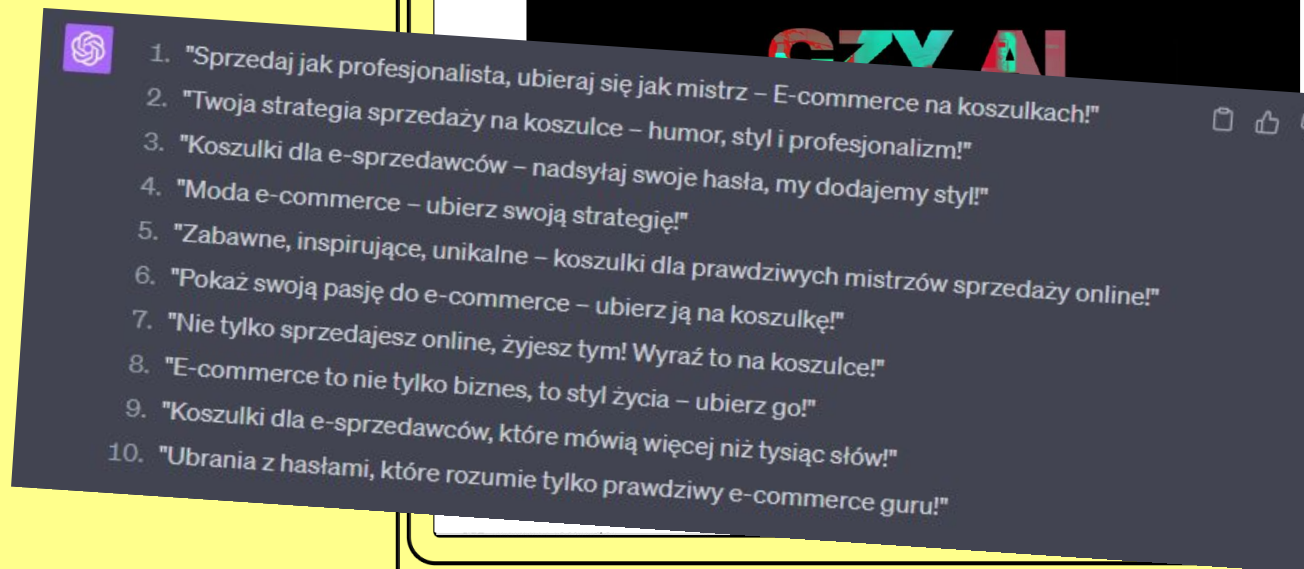 CZY AI
1. "Sprzedaj jak profesjonalista, ubieraj się jak mistrz – E-commerce na koszulkach!"
2. "Twoja strategia sprzedaży na koszulce – humor, styl i profesjonalizm!"
3. "Koszulki dla e-sprzedawców – nadsyłaj swoje hasła, my dodajemy styl!"
4. "Moda e-commerce – ubierz swoją strategię!"
5. "Zabawne, inspirujące, unikalne – koszulki dla prawdziwych mistrzów sprzedaży online!"
6. "Pokaż swoją pasję do e-commerce – ubierz ją na koszulkę!"
7. "Nie tylko sprzedajesz online, żyjesz tym! Wyraź to na koszulce!"
8. "E-commerce to nie tylko biznes, to styl życia – ubierz go!"
9. "Koszulki dla e-sprzedawców, które mówią więcej niż tysiąc słów!"
10. "Ubrania z hasłami, które rozumie tylko prawdziwy e-commerce guru!"